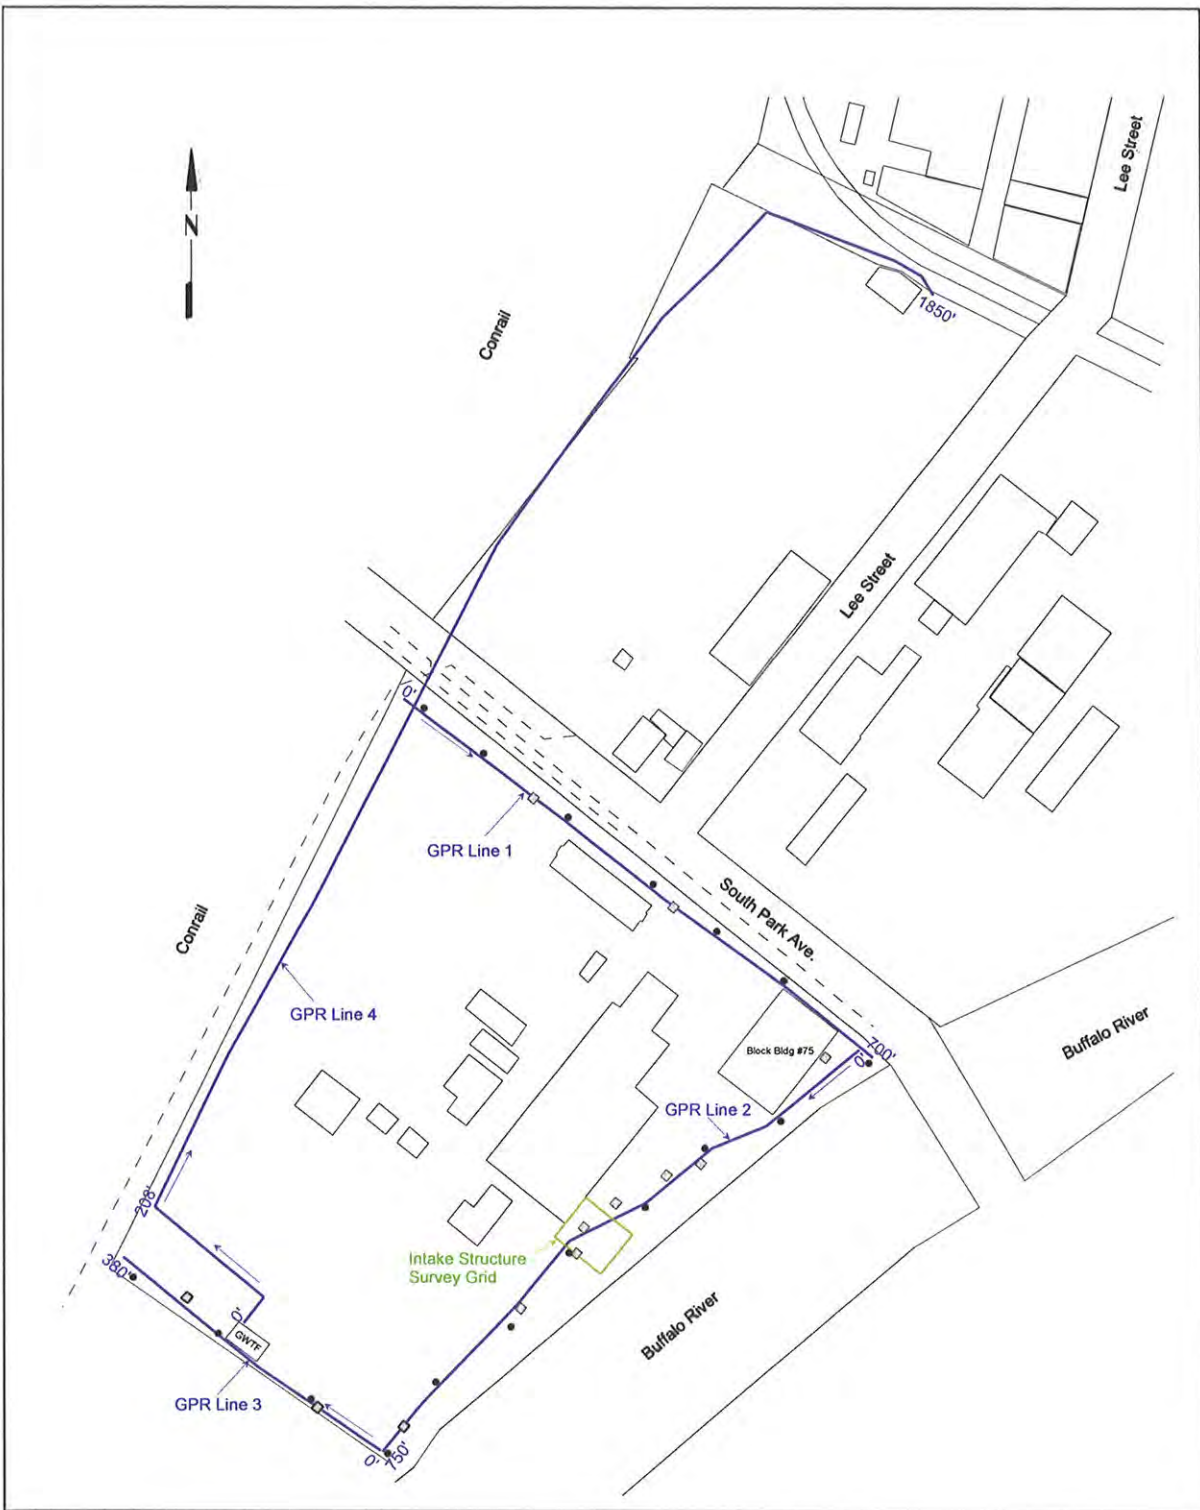 Lee Street
N
1850'
Conrail
Lee Street
0'
GPR Line 1
South Park Ave.
Conrail
GPR Line 4
Buffalo River
Block Bldg #75
700'
0'
GPR Line 2
208'
Intake Structure
Survey Grid
380'
0'
GWTF
Buffalo River
GPR Line 3
0'
750'